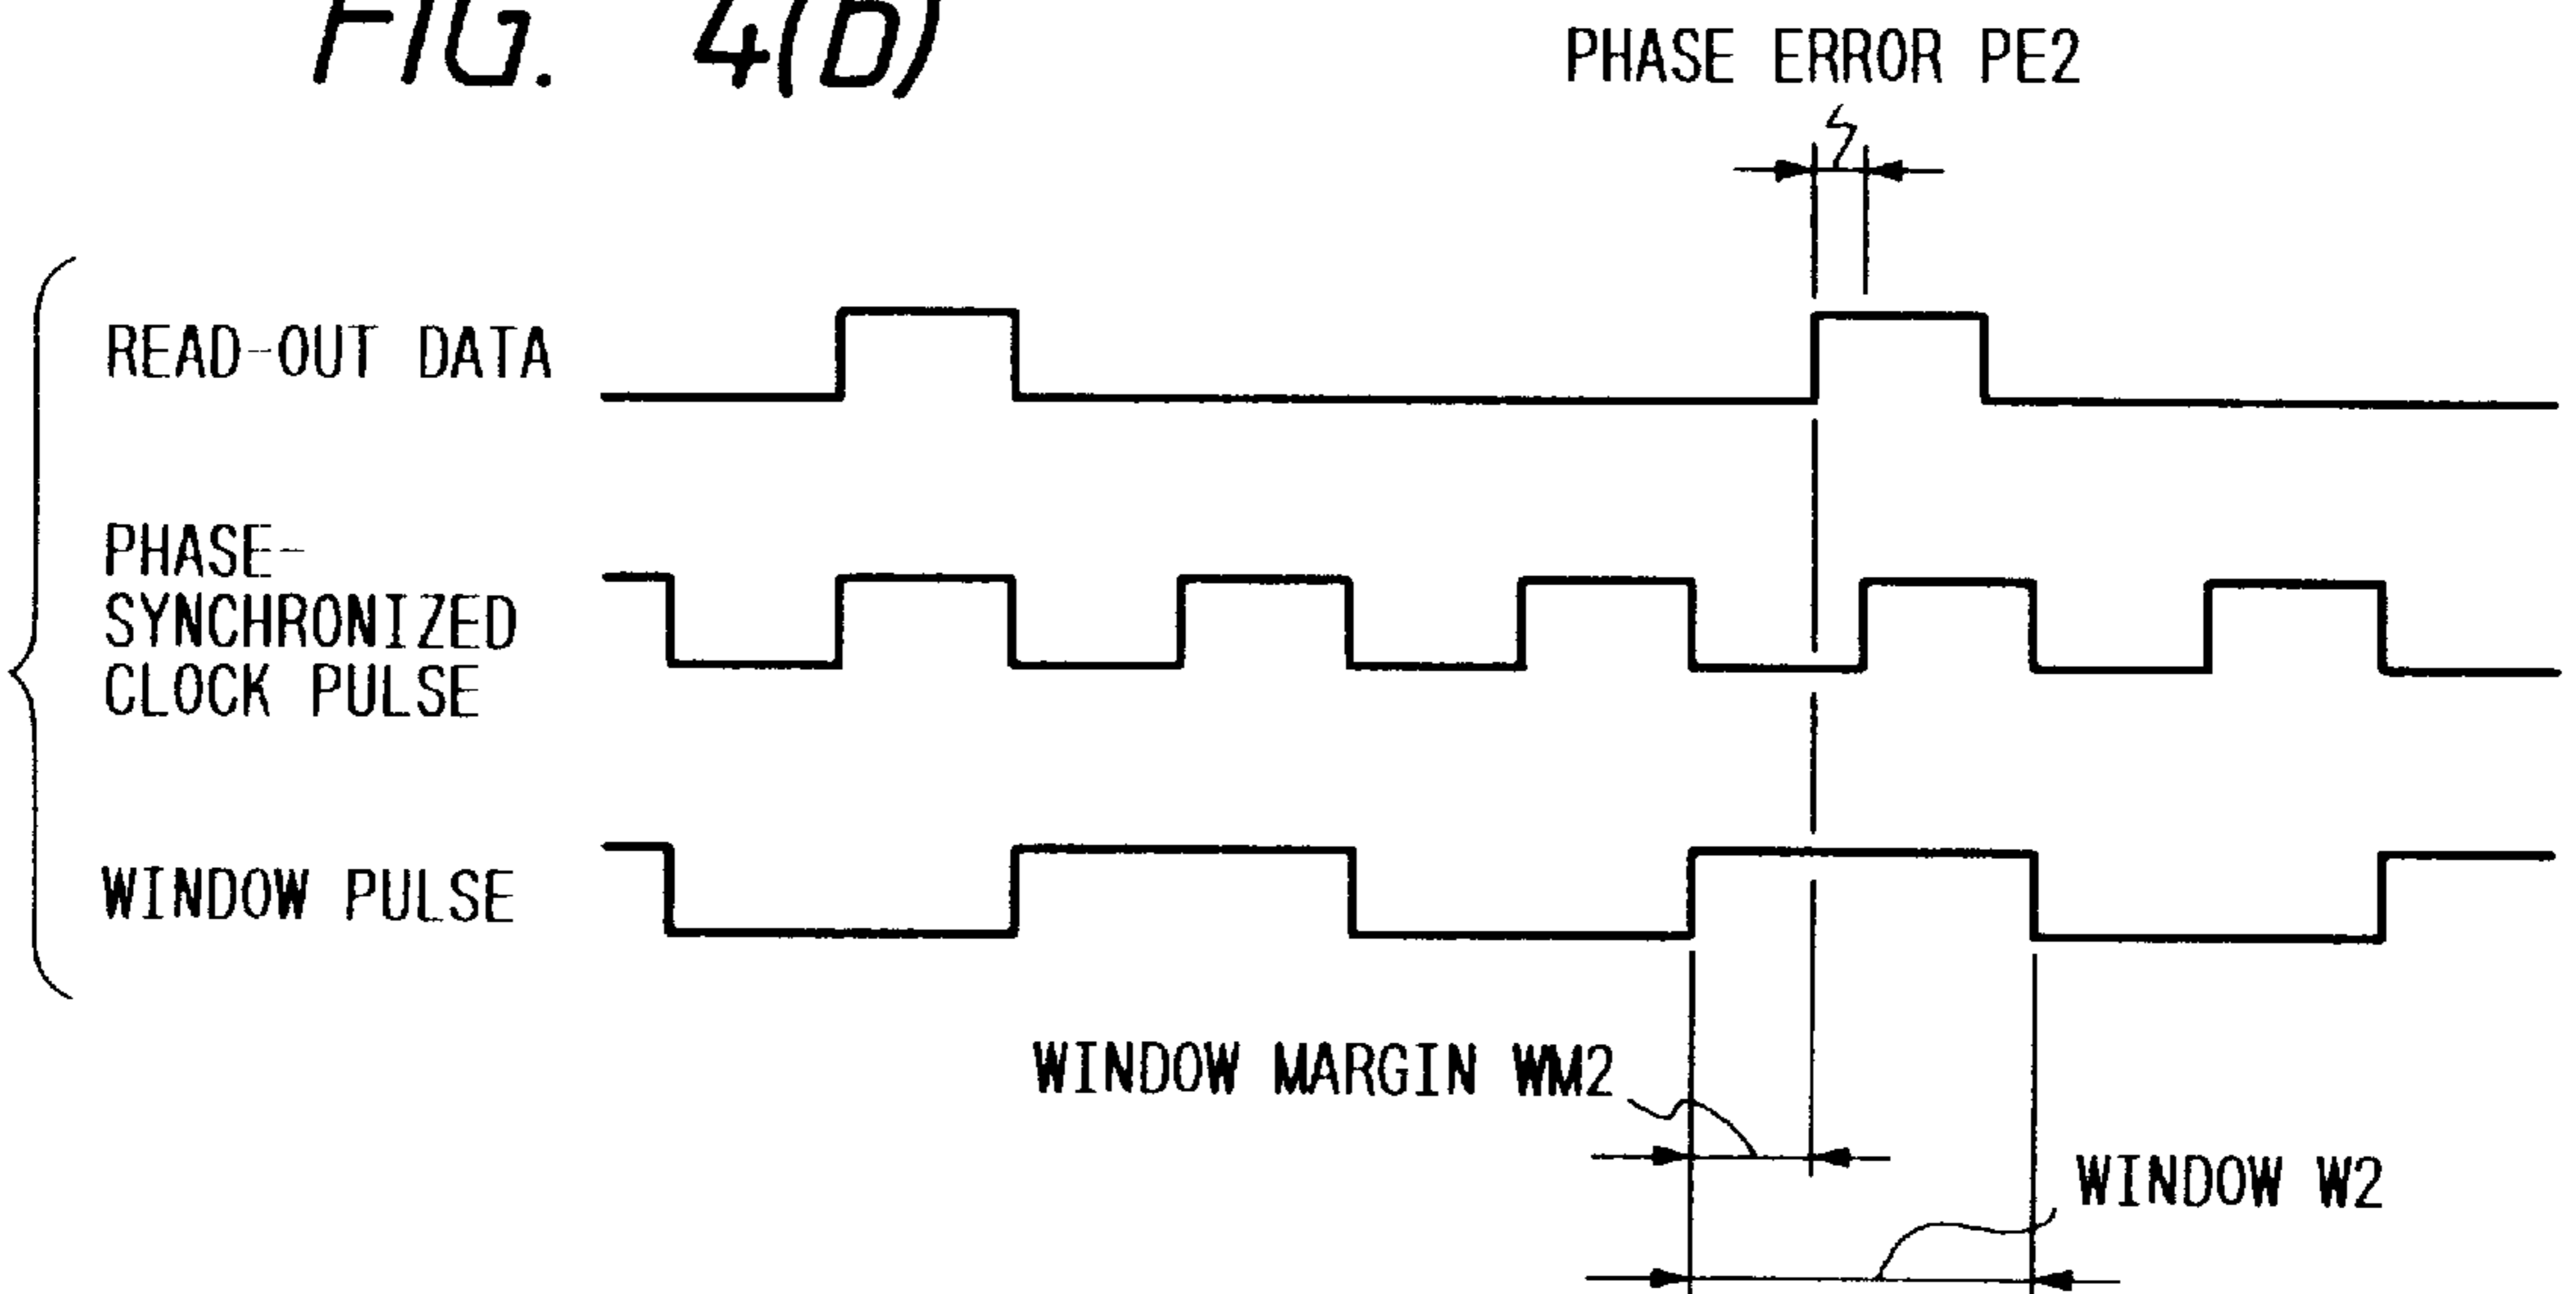 FIG. 4(b)
PHASE ERROR PE2
READ-OUT DATA
PHASE-
SYNCHRONIZED
CLOCK PULSE
WINDOW PULSE
WINDOW MARGIN WM2
WINDOW W2